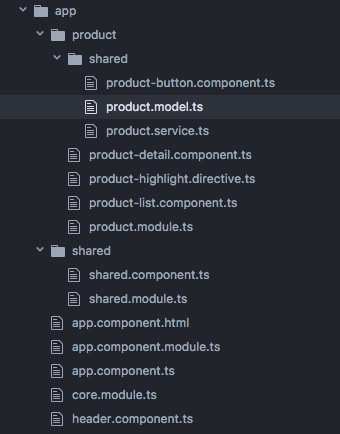 app
product
shared
product-button.component.ts
product.model.ts
product.service.ts
product-detail.component.ts
product-highlight.directive.ts
product-list.component.ts
product.module.ts
shared
shared.component.ts
shared.module.ts
app.component.html
app.component.module.ts
app.component.ts
core.module.ts
header.component.ts